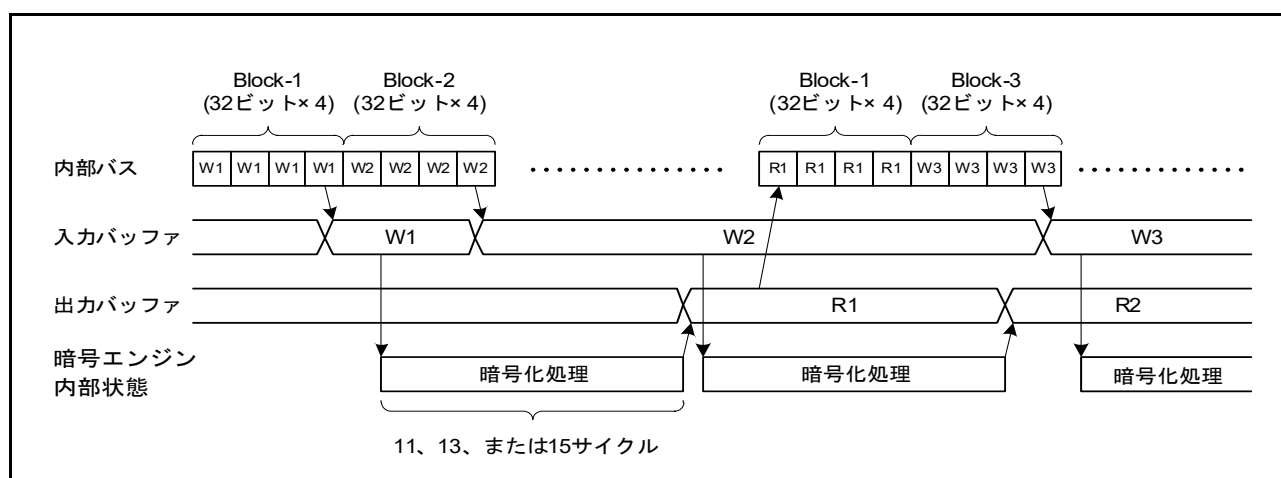 Block-1 Block-2 Block-1 Block-3
(32ビット× 4) (32ビット× 4) (32ビット× 4) (32ビット× 4)
内部バス W1 W1 W1 W1 W2 W2 W2 W2 ・・・・・・・・・・・・・・・ R1 R1 R1 R1 W3 W3 W3 W3 ・・・・・・・・・・・・・
入力バッファ W1 W2 W3
出力バッファ R1 R2
暗号エンジン
内部状態 暗号化処理 暗号化処理 暗号化処理
11、13、または15サイクル